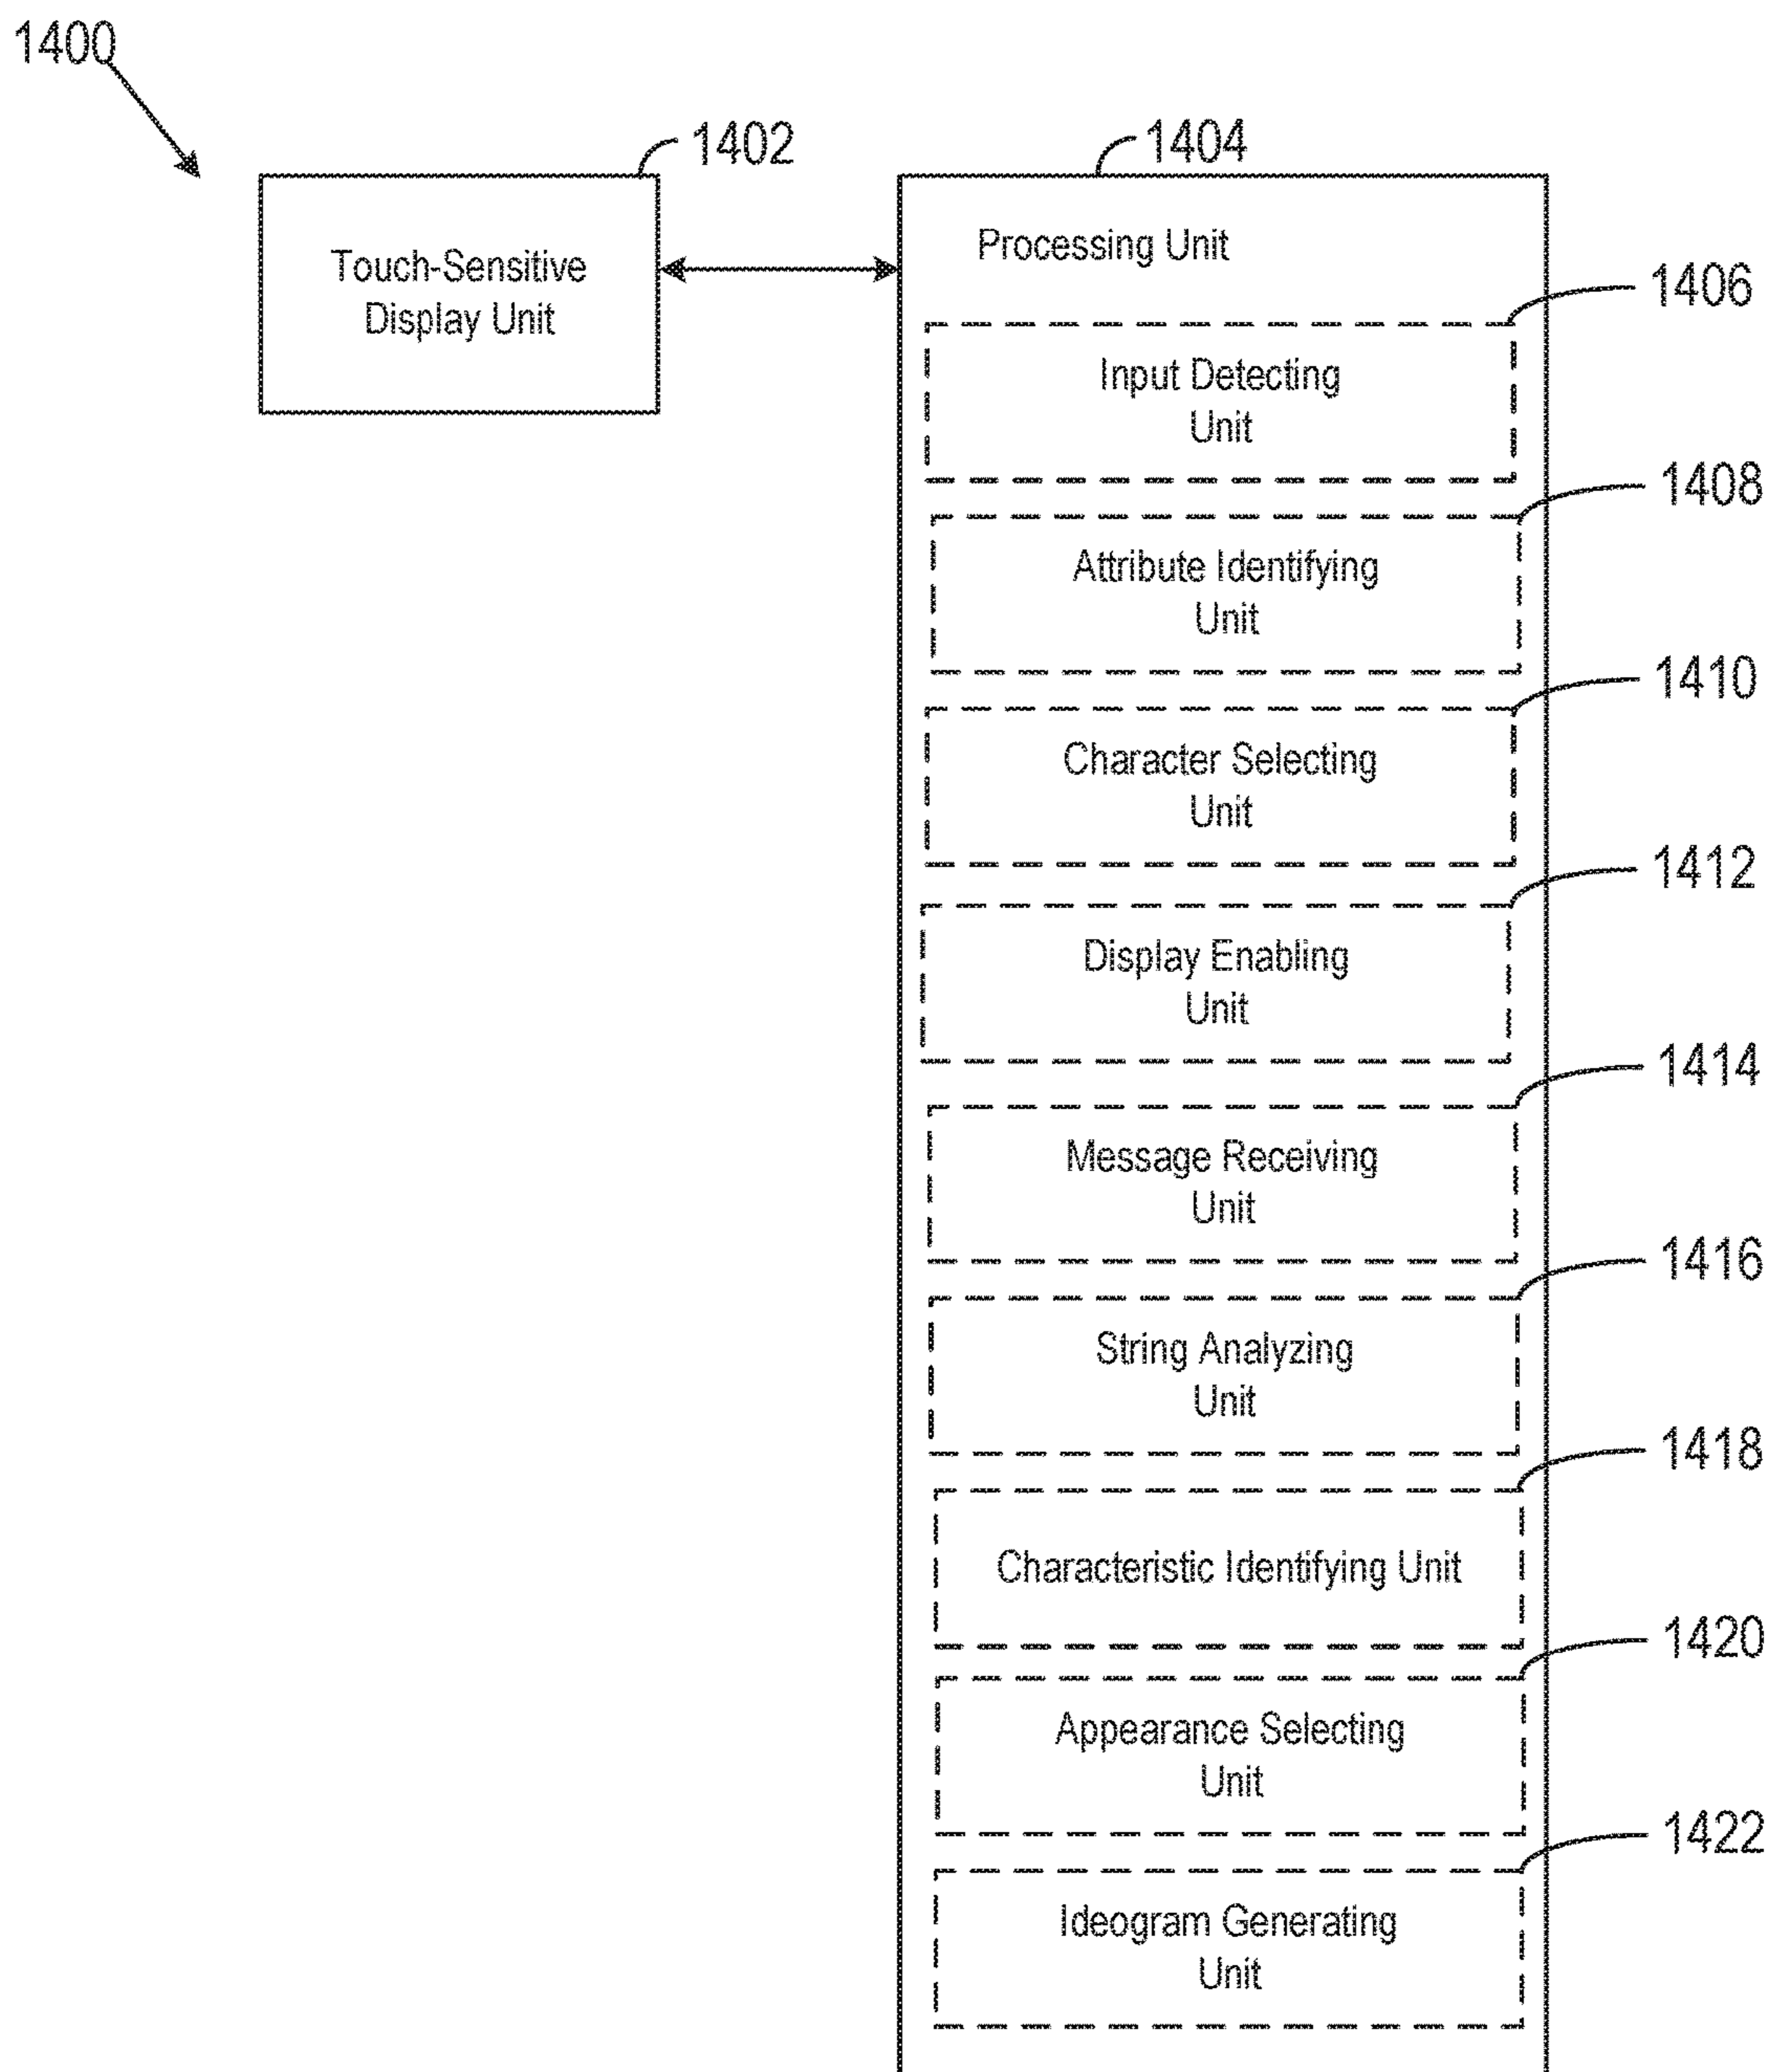 1400
1402
1404
Touch-Sensitive
Display Unit
Processing Unit
1406
Input Detecting
Unit
1408
Attribute Identifying
Unit
1410
Character Selecting
Unit
1412
Display Enabling
Unit
1414
Message Receiving
Unit
1416
String Analyzing
Unit
1418
Characteristic Identifying Unit
1420
Appearance Selecting
Unit
1422
Ideogram Generating
Unit